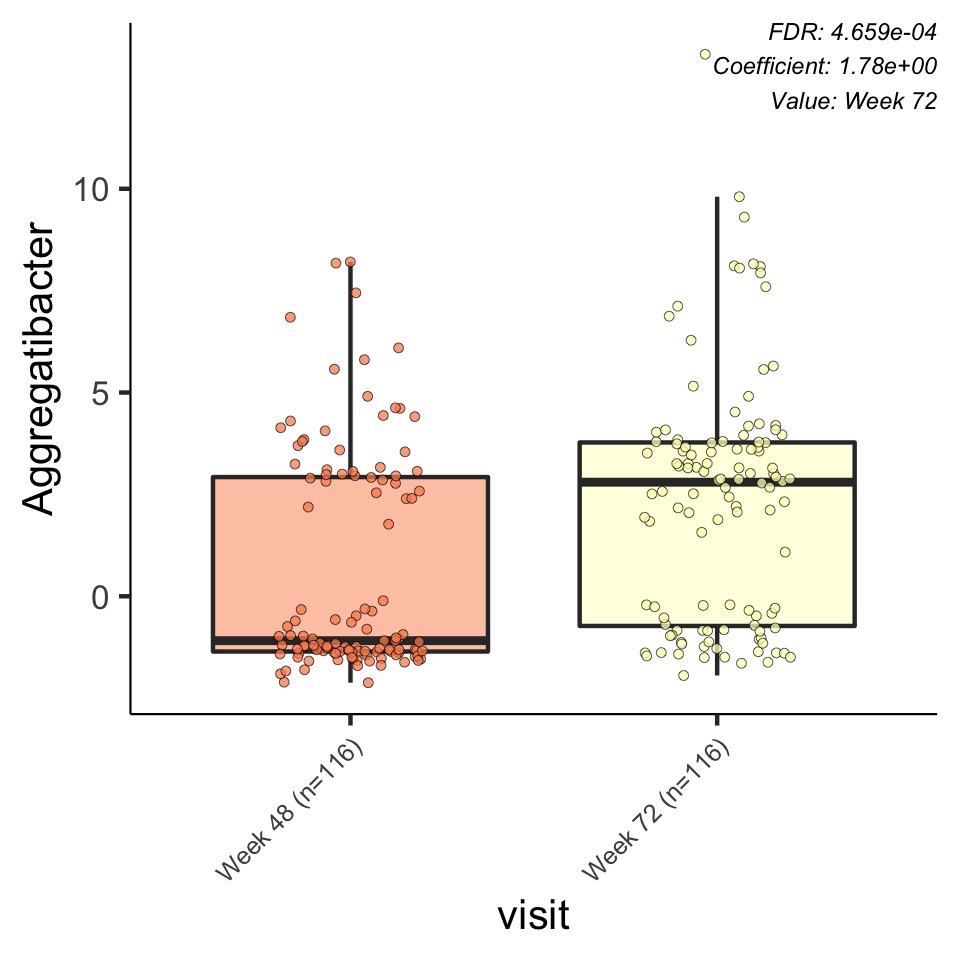 FDR: 4.659e-04
Coefficient: 1.78e+00
Value: Week 72
10
5
0
Aggregatibacter
Week 48 (n=116)
Week 72 (n=116)
visit